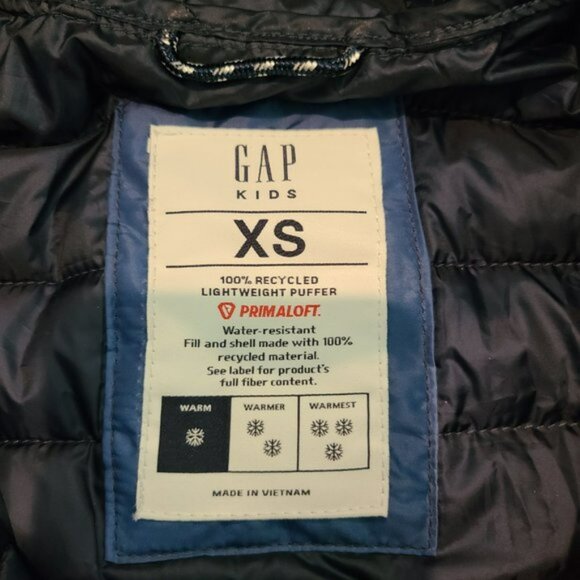 GAP
KIDS
XS
100% RECYCLED
LIGHTWEIGHT PUFFER
PRIMALOFT.
Water-resistant
Fill and shell made with 100%
recycled material.
See label for product's
full fiber content.
WARM WARMER WARMEST
MADE IN VIETNAM